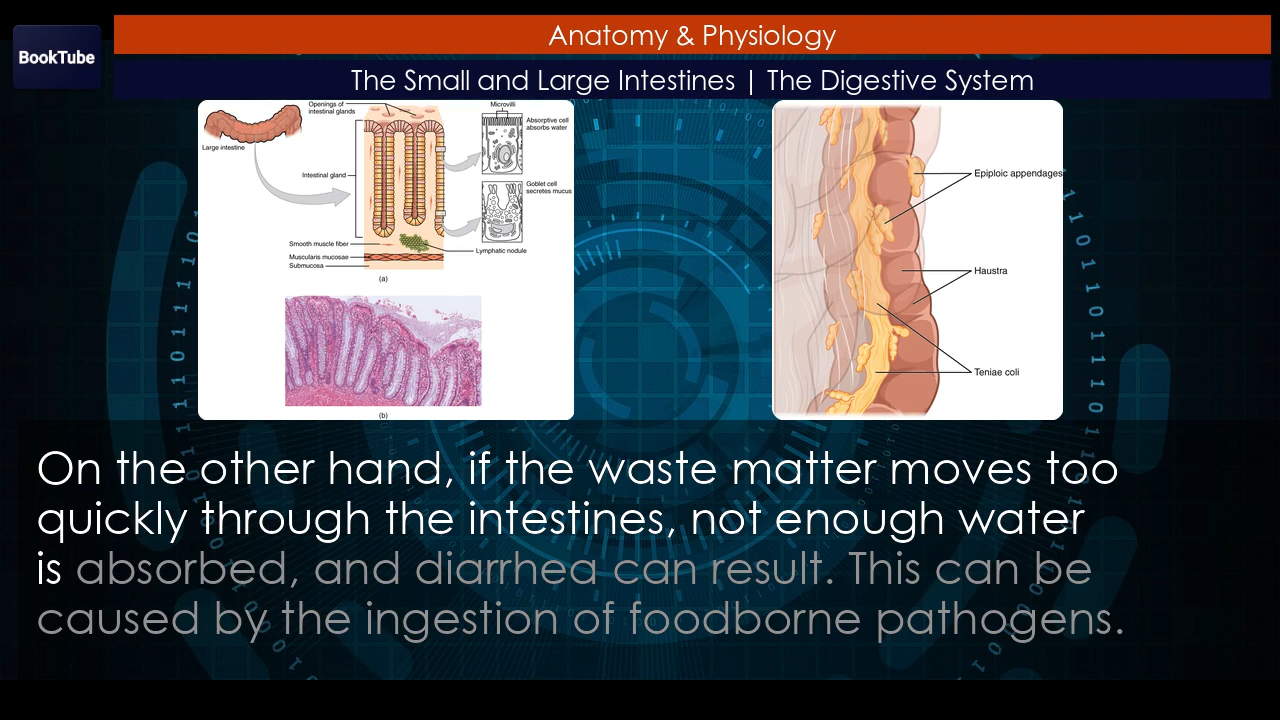 BookTube
Anatomy & Physiology
The Small and Large Intestines | The Digestive System
Openings of
intestinal glands
Large intestine
Intestinal gland
Smooth muscle fiber
Muscularis mucosae
Submucosa
Microvilli
Absorptive cell
absorbs water
Goblet cell
secretes mucus
Lymphatic nodule
(a)
(b)
Epiploic appendages
Haustra
Teniae coli
On the other hand, if the waste matter moves too
quickly through the intestines, not enough water
is absorbed, and diarrhea can result. This can be
caused by the ingestion of foodborne pathogens.